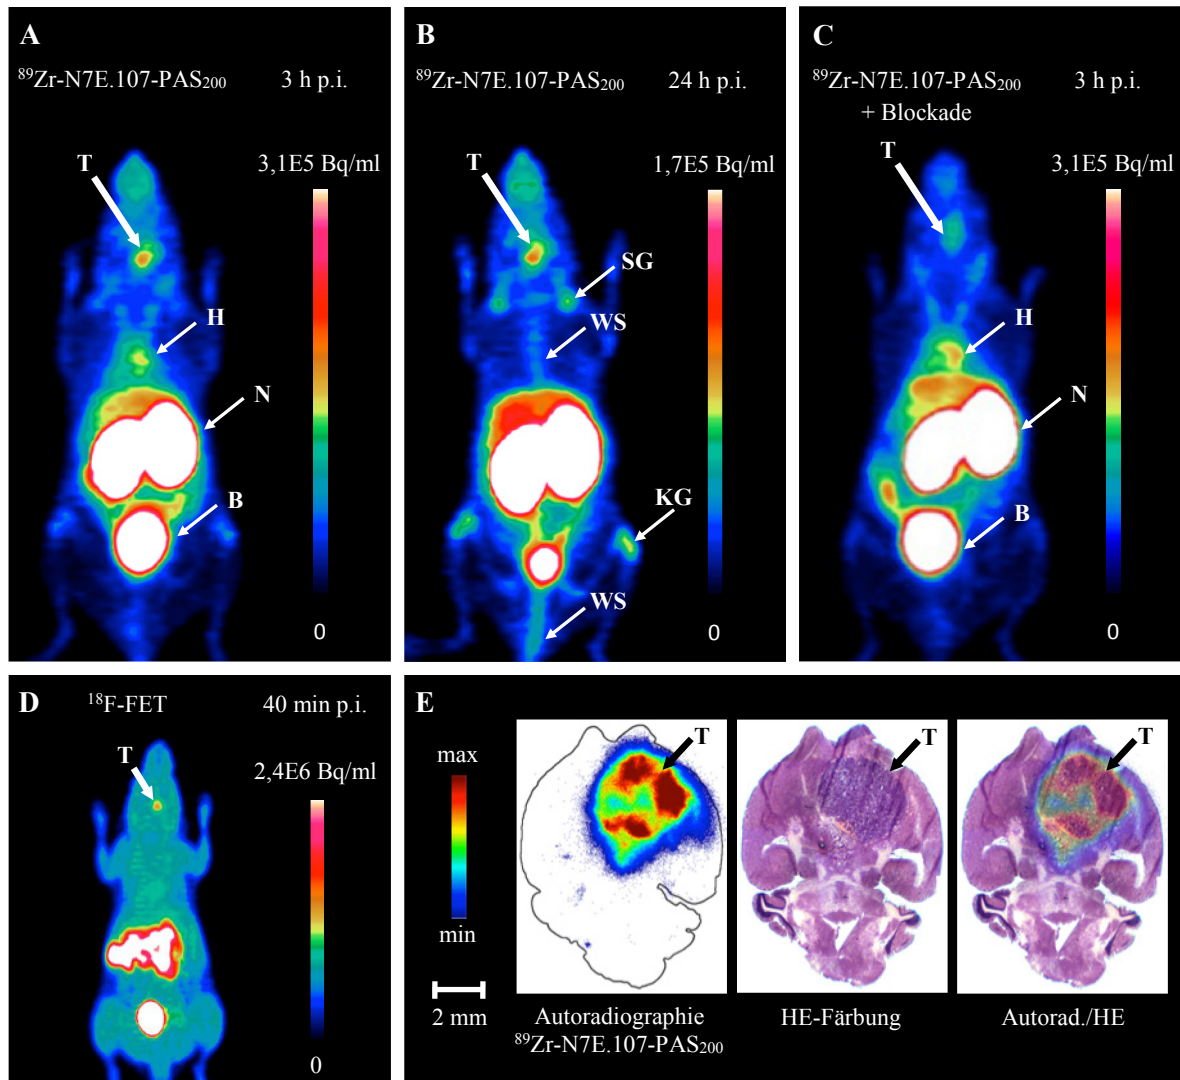 A
⁸⁹Zr-N7E.107-PAS₂₀₀ 3 h p.i.
T
3,1E5 Bq/ml
H
N
B
0
B
⁸⁹Zr-N7E.107-PAS₂₀₀ 24 h p.i.
T
1,7E5 Bq/ml
SG
WS
KG
WS
0
C
⁸⁹Zr-N7E.107-PAS₂₀₀ 3 h p.i.
+ Blockade
T
3,1E5 Bq/ml
H
N
B
0
D
¹⁸F-FET 40 min p.i.
T
2,4E6 Bq/ml
0
E
max
min
2 mm
T
Autoradiographie
⁸⁹Zr-N7E.107-PAS₂₀₀
T
HE-Färbung
T
Autorad./HE